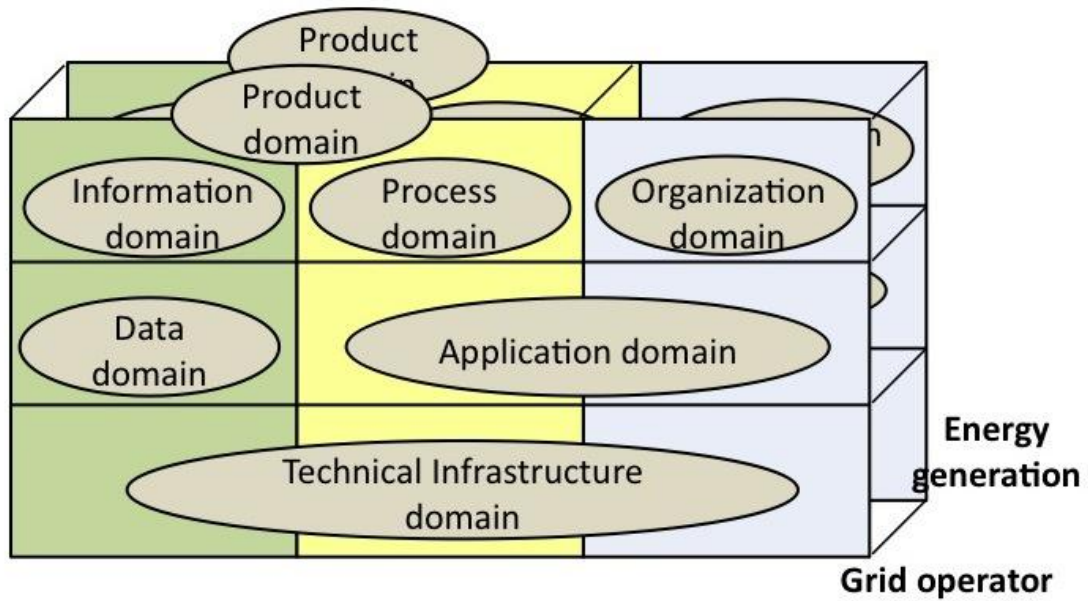 Product
Product
domain
Information
domain
Process
domain
Organization
domain
Data
domain
Application domain
Technical Infrastructure
domain
Energy
generation
Grid operator